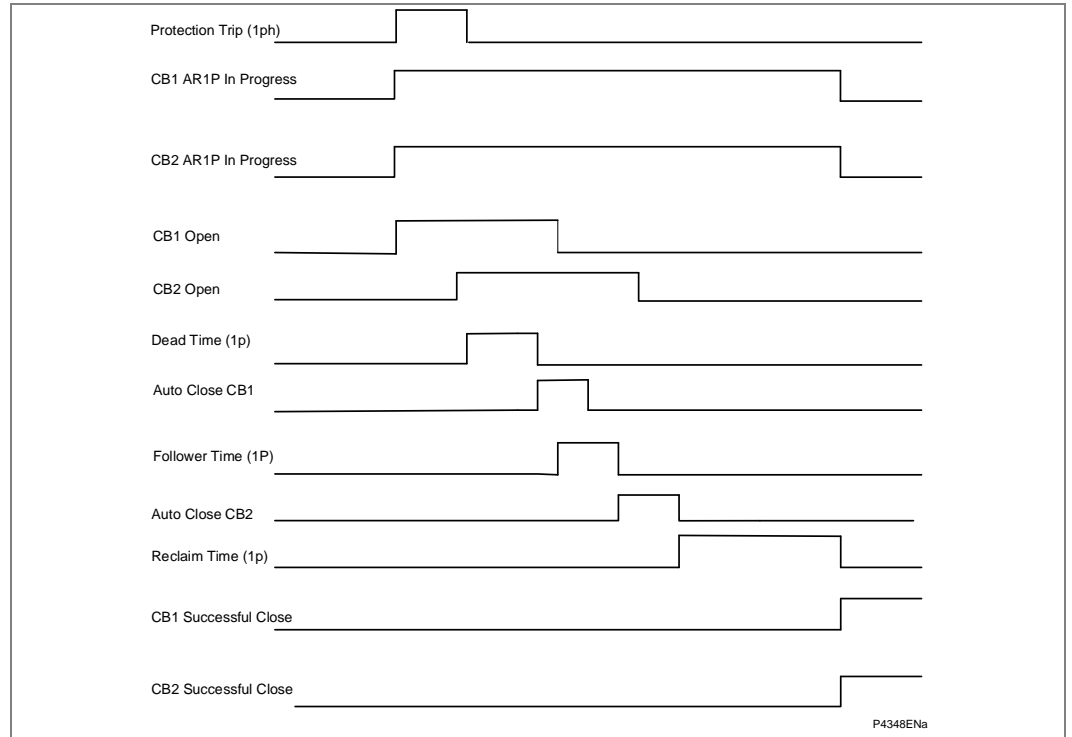 Protection Trip (1ph)
CB1 AR1P In Progress
CB2 AR1P In Progress
CB1 Open
CB2 Open
Dead Time (1p)
Auto Close CB1
Follower Time (1P)
Auto Close CB2
Reclaim Time (1p)
CB1 Successful Close
CB2 Successful Close
P4348ENa